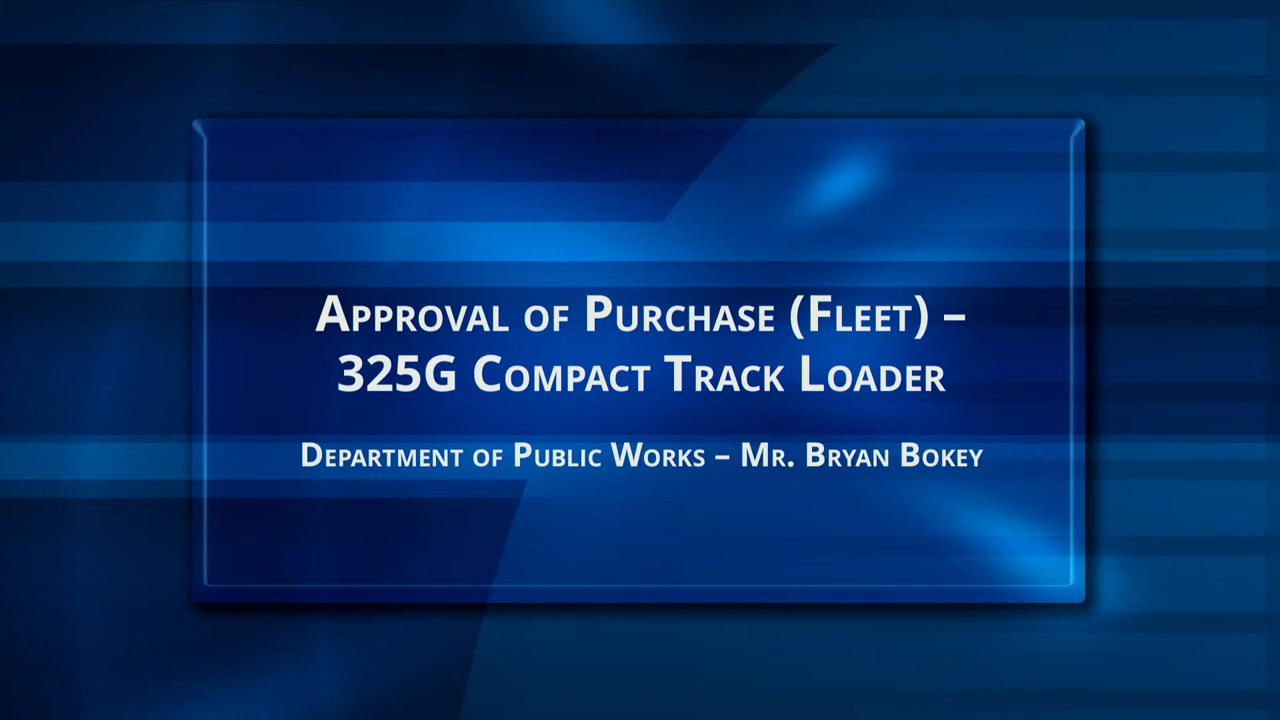 Approval of Purchase (Fleet) –
325G Compact Track Loader
Department of Public Works – Mr. Bryan Bokey